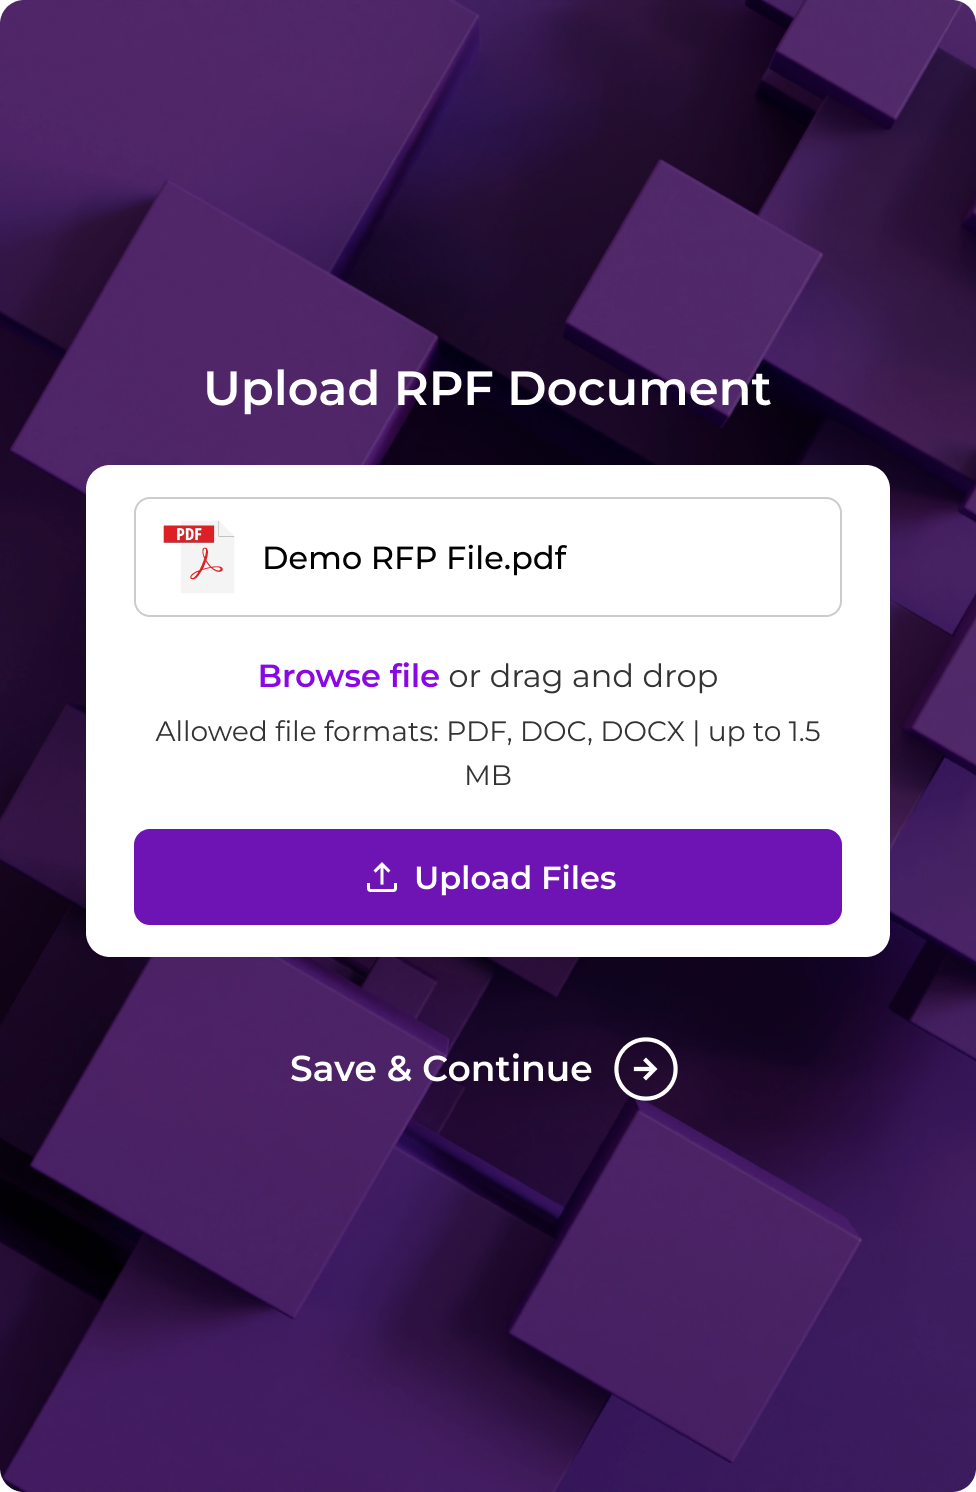 Upload RPF Document
PDF
Demo RFP File.pdf
Browse file or drag and drop
Allowed file formats: PDF, DOC, DOCX | up to 1.5
MB
Upload Files
Save & Continue